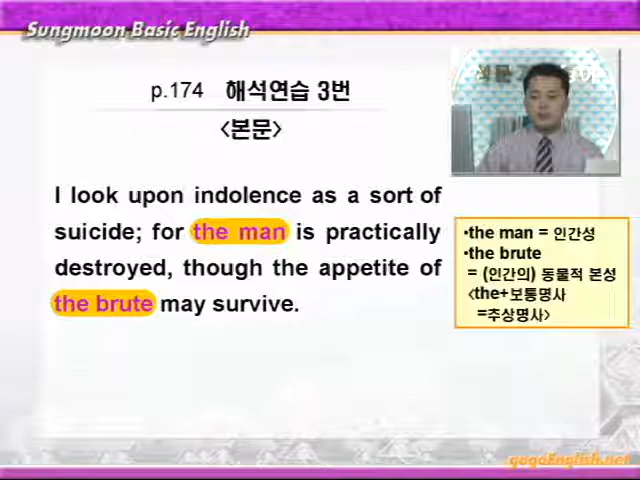 Sungmoon Basic English
p.174 해석연습 3번
<본문>
I look upon indolence as a sort of
suicide; for the man is practically
destroyed, though the appetite of
the brute may survive.
•the man = 인간성
•the brute
= (인간의) 동물적 본성
<the+보통명사
=추상명사>
gogoEnglish.net